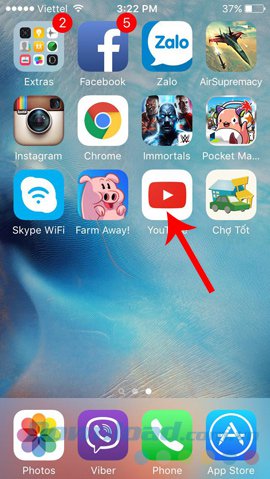 Viettel 3:22 PM 37%
2 5
Zalo
Extras Facebook Zalo AirSupremacy
Instagram Chrome Immortals Pocket Ma...
Skype WiFi Farm Away! YouTube Chợ Tốt
Photos Viber Phone App Store